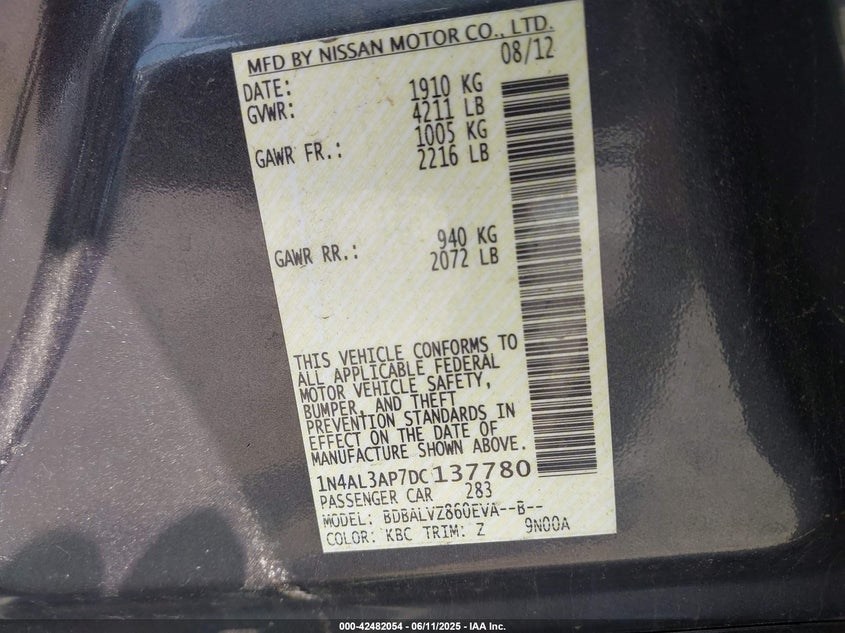 MFD BY NISSAN MOTOR CO., LTD.
DATE: 08/12
GVWR: 1910 KG
4211 LB
GAWR FR.: 1005 KG
2216 LB
GAWR RR.: 940 KG
2072 LB
THIS VEHICLE CONFORMS TO
ALL APPLICABLE FEDERAL
MOTOR VEHICLE SAFETY,
BUMPER, AND THEFT
PREVENTION STANDARDS IN
EFFECT ON THE DATE OF
MANUFACTURE SHOWN ABOVE.
1N4AL3AP7DC137780
PASSENGER CAR 283
MODEL: BDBALVZ860EVA--B--
COLOR: KBC TRIM: Z 9N00A
000-42482054 - 06/11/2025 - IAA Inc.